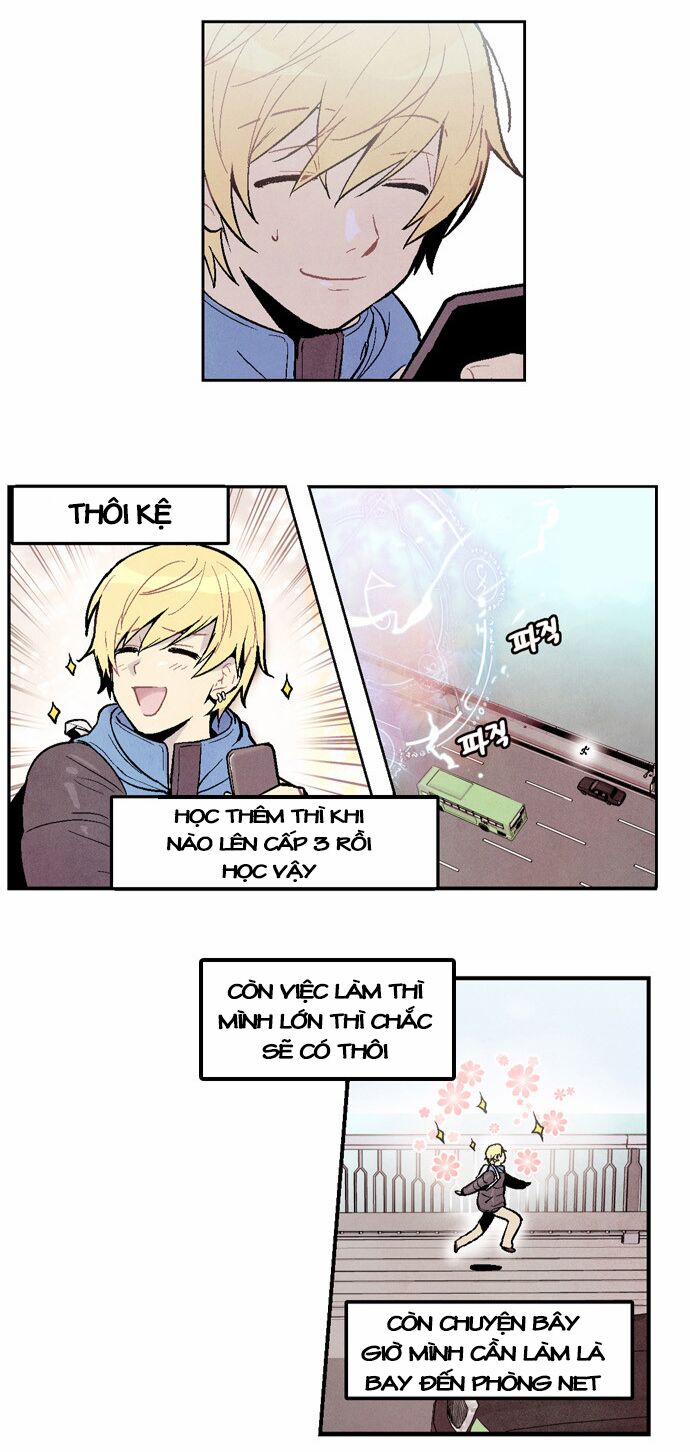 THÔI KỆ
파직
파직
HỌC THÊM THÌ KHI
NÀO LÊN CẤP 3 RỒI
HỌC VẬY
CÒN VIỆC LÀM THÌ
MÌNH LỚN THÌ CHẮC
SẼ CÓ THÔI
CÒN CHUYỆN BÂY
GIỜ MÌNH CẦN LÀM LÀ
BAY ĐẾN PHÒNG NET